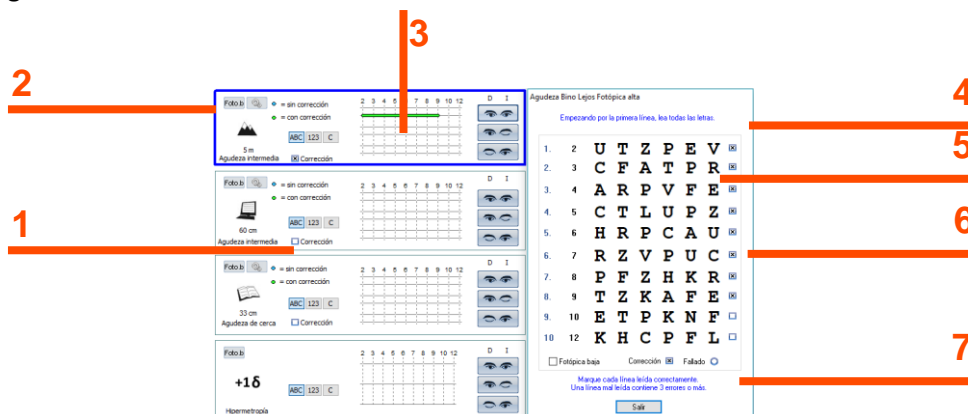 3
2
1
4
5
6
7
Foto.b = sin corrección
= con corrección
ABC 123 C
5 m
Agudeza intermedia Corrección
2 3 4 5 6 7 8 9 10 12
D I
Foto.b = sin corrección
= con corrección
ABC 123 C
60 cm
Agudeza intermedia Corrección
2 3 4 5 6 7 8 9 10 12
D I
Foto.b = sin corrección
= con corrección
ABC 123 C
33 cm
Agudeza de cerca Corrección
2 3 4 5 6 7 8 9 10 12
D I
Foto.b
+1δ
ABC 123 C
Hipermetropía
2 3 4 5 6 7 8 9 10 12
D I
Agudeza Bino Lejos Fotópica alta
Empezando por la primera línea, lea todas las letras.
1. 2 U T Z P E V
2. 3 C F A T P R
3. 4 A R P V F E
4. 5 C T L U P Z
5. 6 H R P C A U
6. 7 R Z V P U C
7. 8 P F Z H K R
8. 9 T Z K A F E
9. 10 E T P K N F
10 12 K H C P F L
Fotópica baja Corrección Fallado
Marque cada línea leída correctamente.
Una línea mal leída contiene 3 errores o más.
Salir